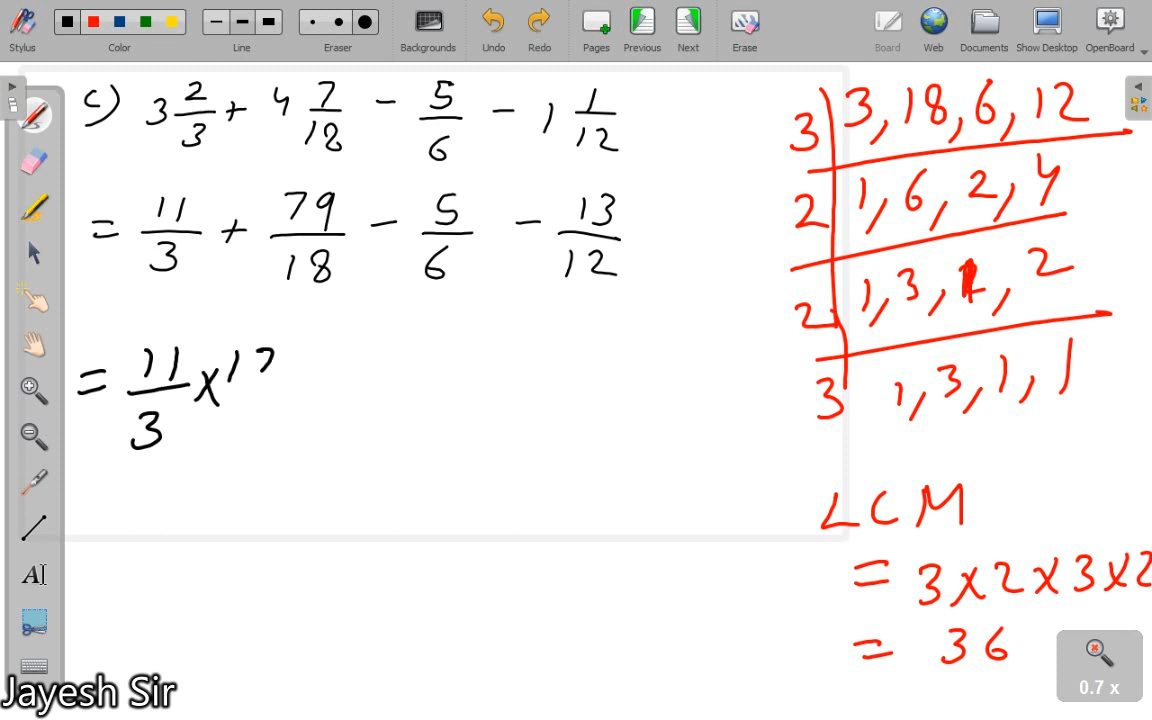 Stylus Color Line Eraser Backgrounds Undo Redo Pages Previous Next Erase Board Web Documents Show Desktop OpenBoard
c) 3 2/3 + 4 7/18 - 5/6 - 1 1/12
= 11/3 + 79/18 - 5/6 - 13/12
= 11/3 x 1
3 | 3, 18, 6, 12
2 | 1, 6, 2, 4
2 | 1, 3, 1, 2
3 | 1, 3, 1, 1
LCM
= 3 x 2 x 3 x 2
= 36
0.7 x
AI
Jayesh Sir